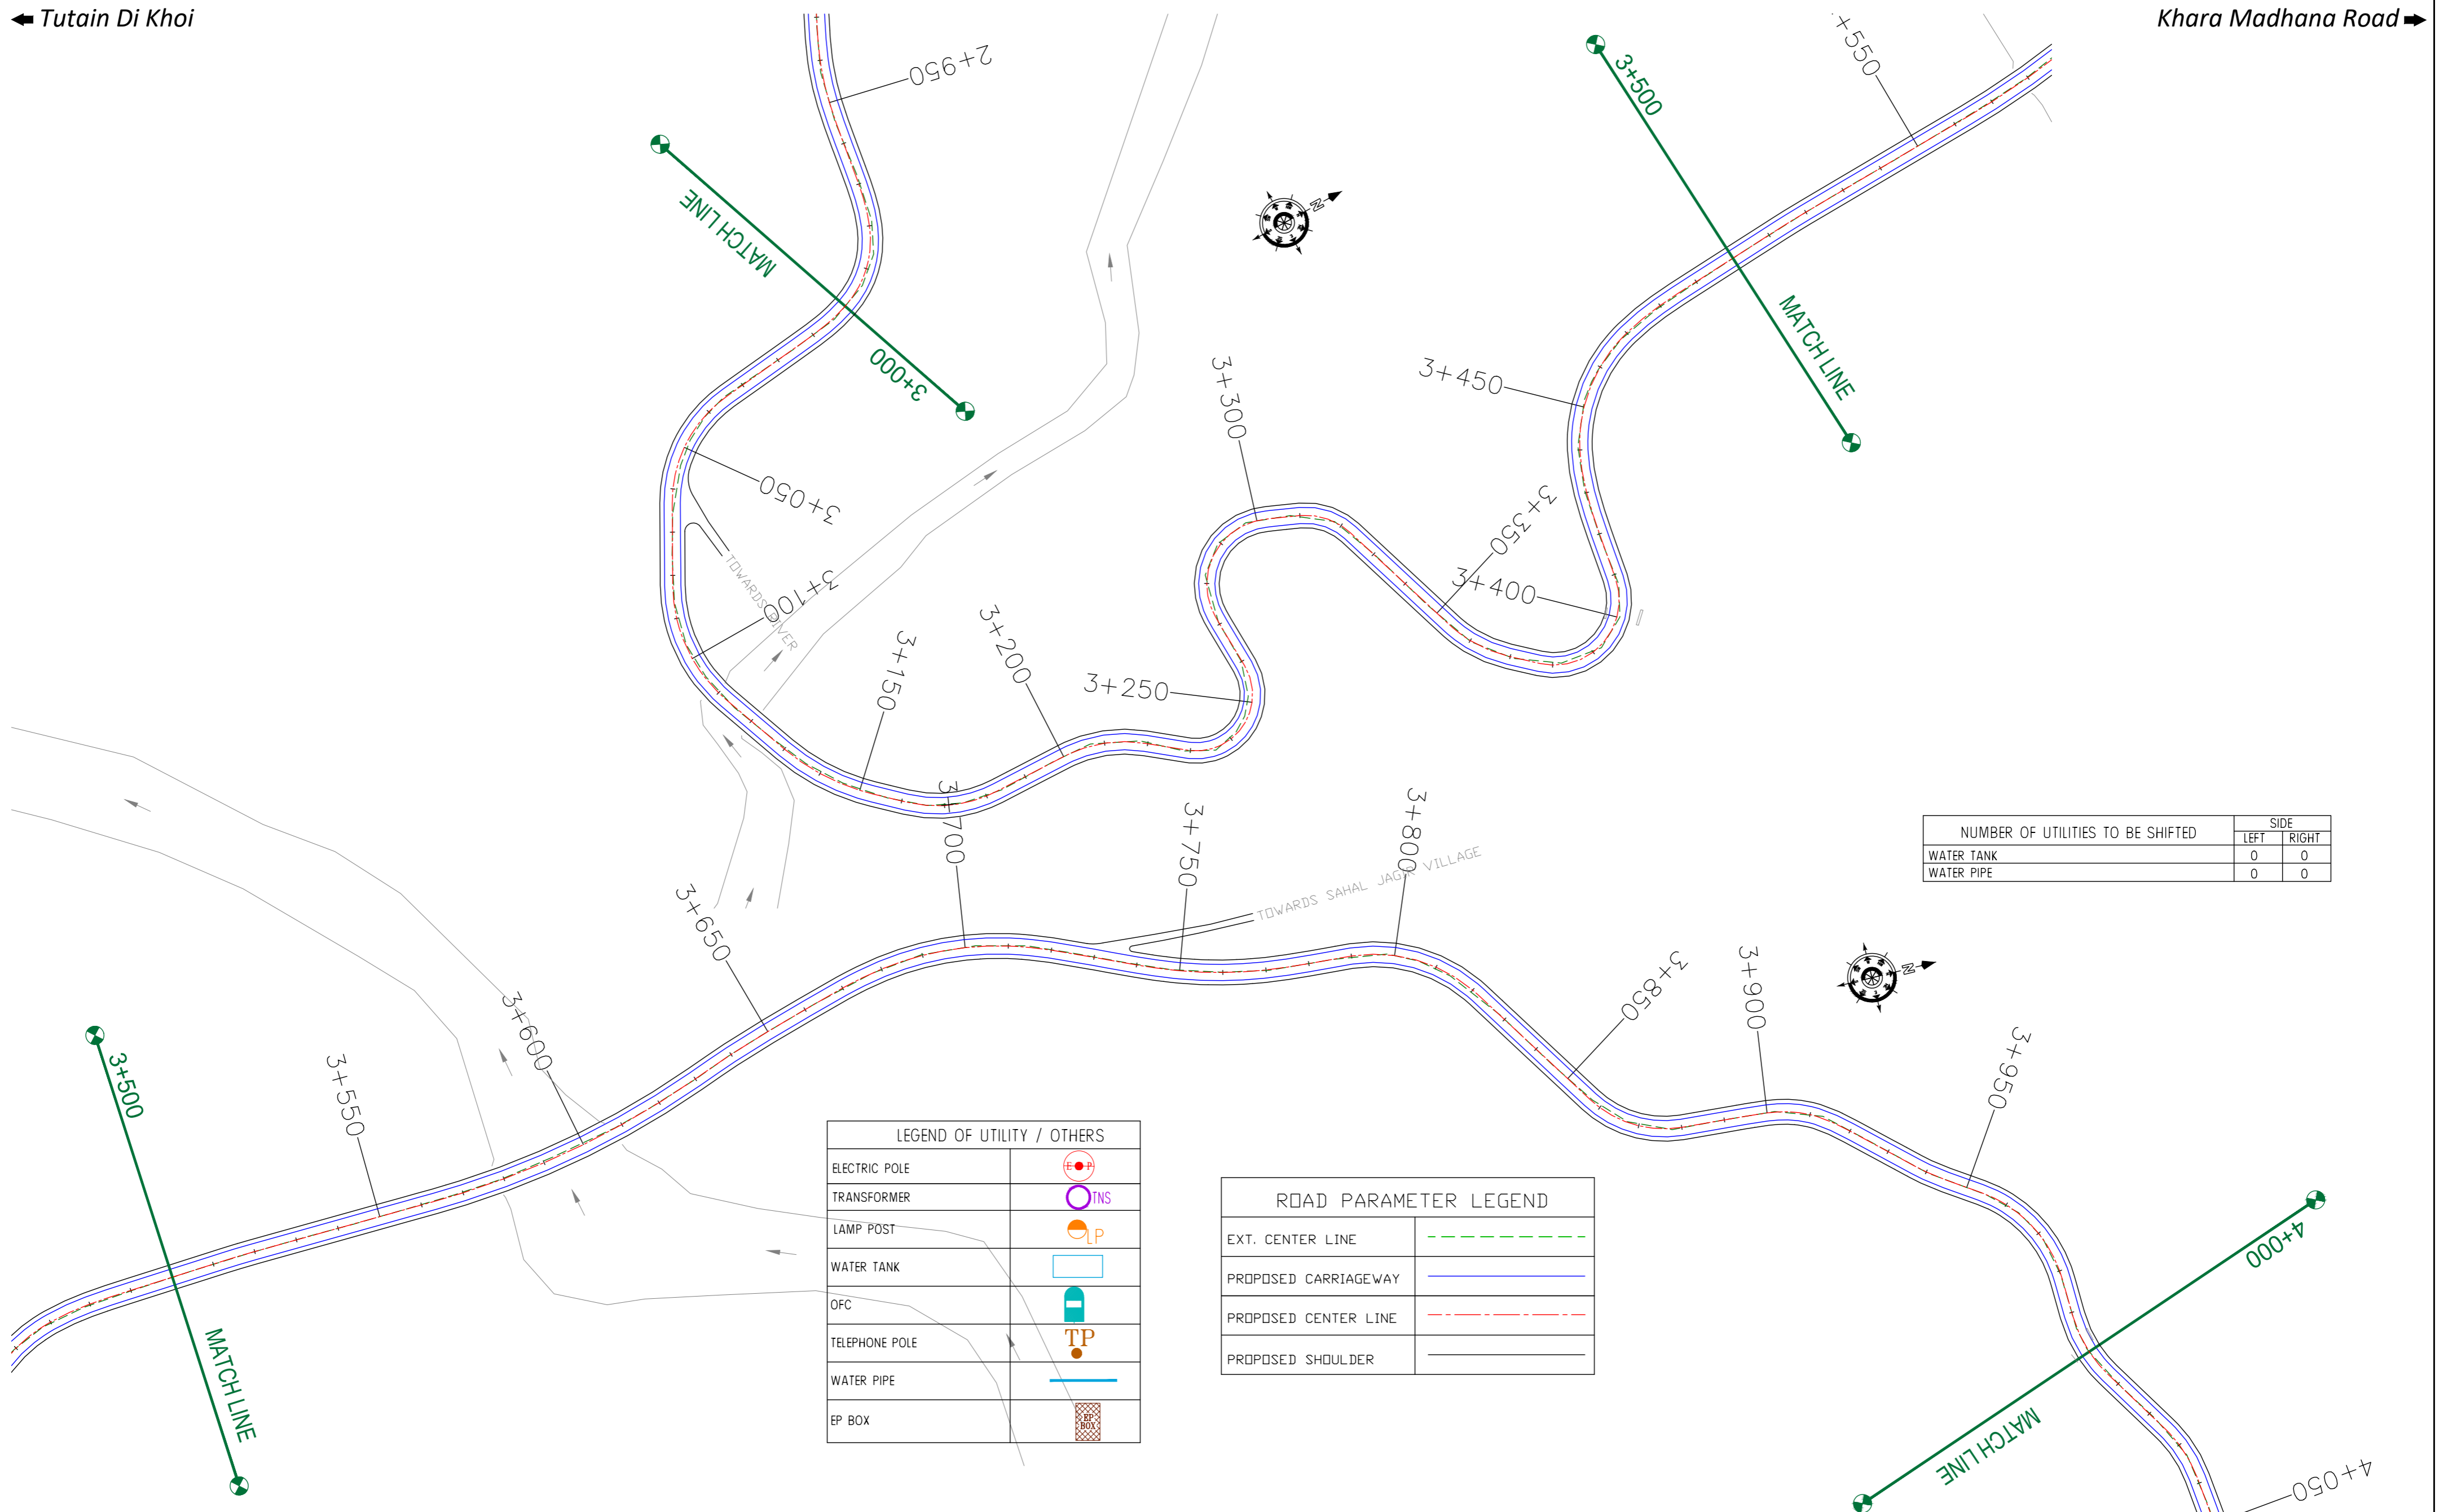 Tutain Di Khoi
Khara Madhana Road
2+950
MATCH LINE
3+000
3+050
TOWARDS RIVER
3+100
3+150
3+200
3+250
3+300
3+350
3+400
3+450
3+500
MATCH LINE
3+550
N
NUMBER OF UTILITIES TO BE SHIFTED
SIDE
LEFT RIGHT
WATER TANK 0 0
WATER PIPE 0 0
3+500
MATCH LINE
3+550
3+600
3+650
3+700
3+750
TOWARDS SAHAL JAGIR VILLAGE
3+800
3+850
3+900
3+950
N
4+000
MATCH LINE
4+050
LEGEND OF UTILITY / OTHERS
ELECTRIC POLE E P
TRANSFORMER TNS
LAMP POST LP
WATER TANK
OFC
TELEPHONE POLE TP
WATER PIPE
EP BOX EP BOX
ROAD PARAMETER LEGEND
EXT. CENTER LINE
PROPOSED CARRIAGEWAY
PROPOSED CENTER LINE
PROPOSED SHOULDER